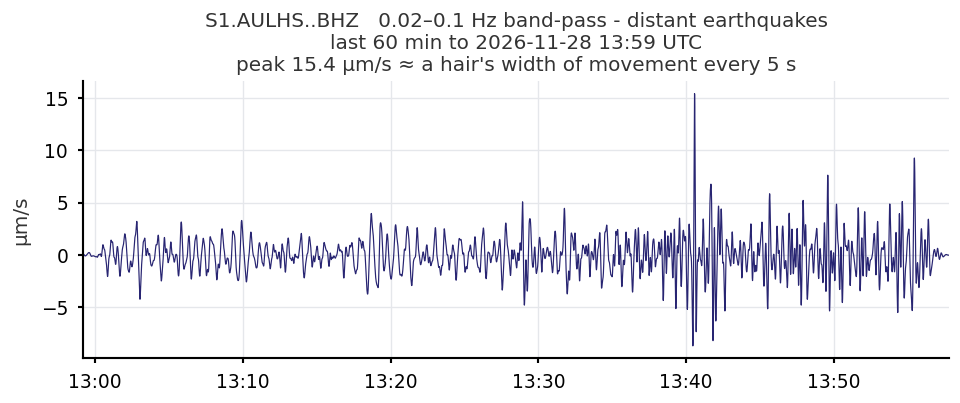 S1.AULHS..BHZ   0.02–0.1 Hz band-pass - distant earthquakes
last 60 min to 2026-11-28 13:59 UTC
peak 15.4 µm/s ≈ a hair's width of movement every 5 s
µm/s
15
10
5
0
−5
13:00 13:10 13:20 13:30 13:40 13:50